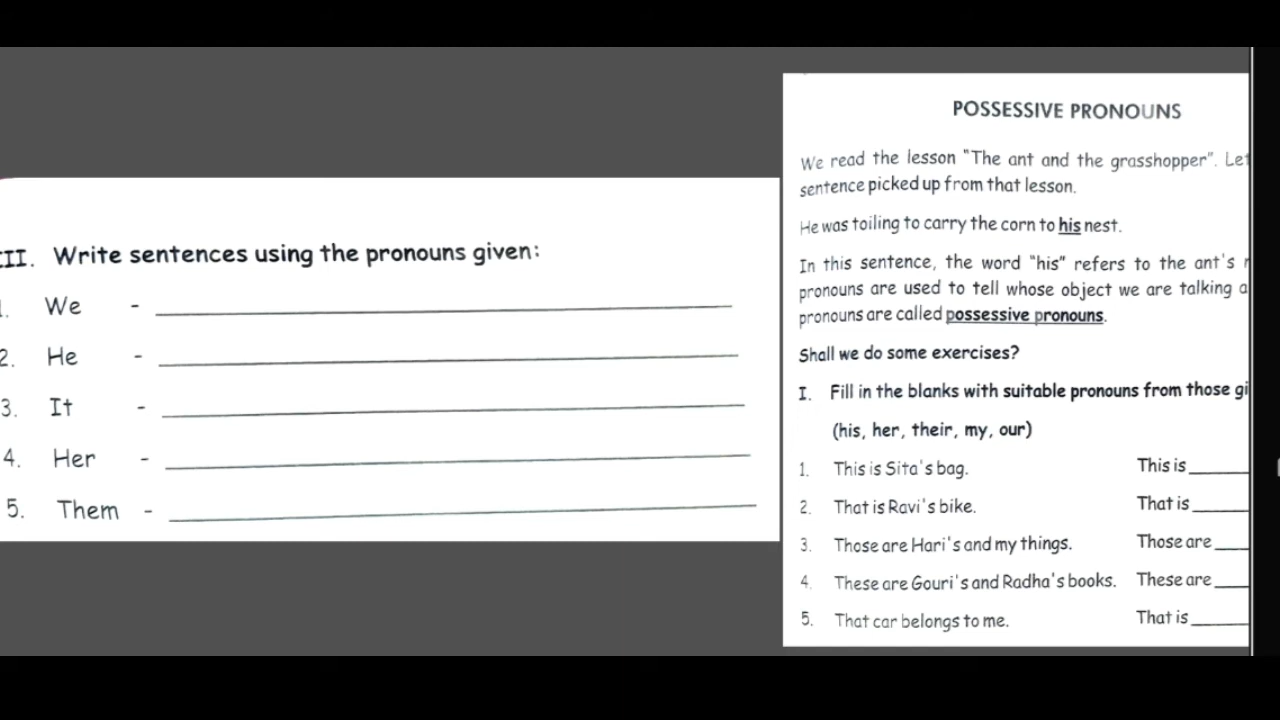 III. Write sentences using the pronouns given:
1. We -
2. He -
3. It -
4. Her -
5. Them -
POSSESSIVE PRONOUNS
We read the lesson "The ant and the grasshopper". Let
sentence picked up from that lesson.
He was toiling to carry the corn to his nest.
In this sentence, the word "his" refers to the ant's
pronouns are used to tell whose object we are talking
pronouns are called possessive pronouns.
Shall we do some exercises?
I. Fill in the blanks with suitable pronouns from those
(his, her, their, my, our)
1. This is Sita's bag. This is
2. That is Ravi's bike. That is
3. Those are Hari's and my things. Those are
4. These are Gouri's and Radha's books. These are
5. That car belongs to me. That is